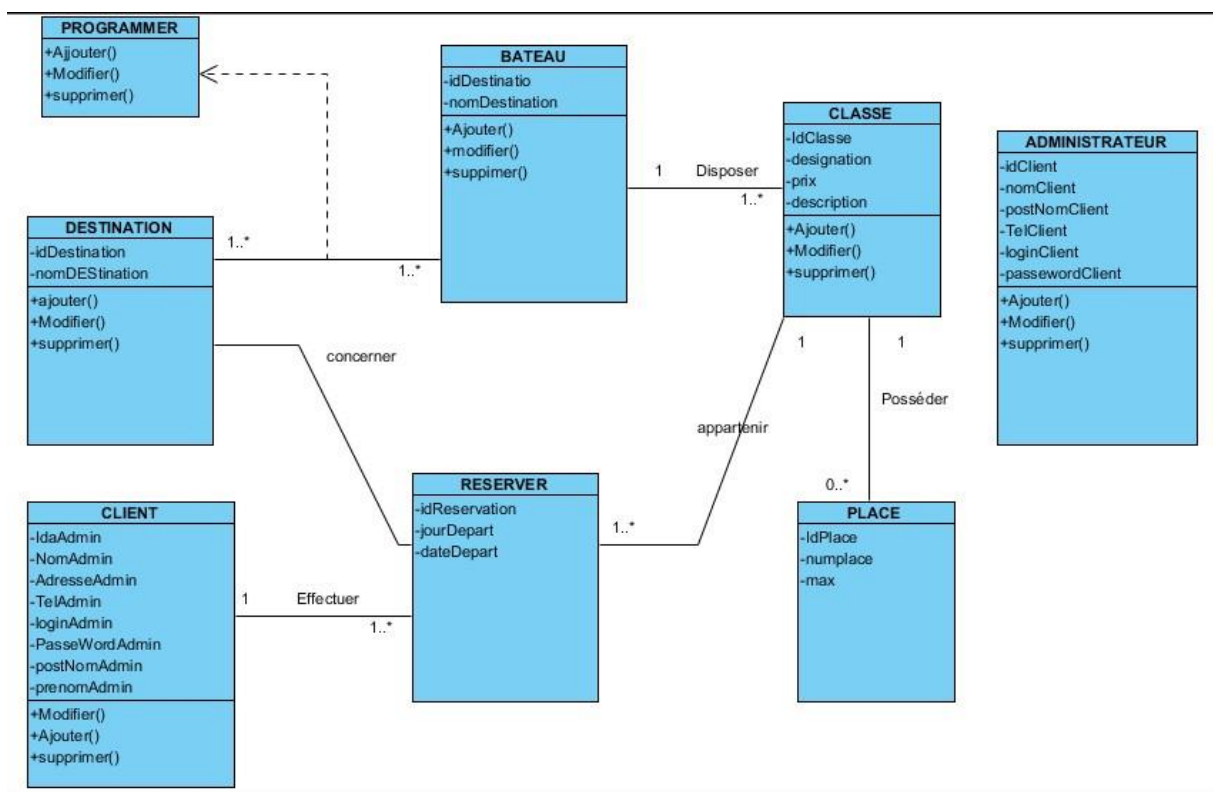 PROGRAMMER
+Ajjouter()
+Modifier()
+supprimer()
BATEAU
-idDestinatio
-nomDestination
+Ajouter()
+modifier()
+suppimer()
CLASSE
-IdClasse
-designation
-prix
-description
+Ajouter()
+Modifier()
+supprimer()
ADMINISTRATEUR
-idClient
-nomClient
-postNomClient
-TelClient
-loginClient
-passewordClient
+Ajouter()
+Modifier()
+supprimer()
1
Disposer
1..*
DESTINATION
-idDestination
-nomDEStination
+ajouter()
+Modifier()
+supprimer()
1..*
1..*
concerner
1
1
Posséder
appartenir
0..*
1..*
RESERVER
-idReservation
-jourDepart
-dateDepart
PLACE
-IdPlace
-numplace
-max
CLIENT
-IdaAdmin
-NomAdmin
-AdresseAdmin
-TelAdmin
-loginAdmin
-PasseWordAdmin
-postNomAdmin
-prenomAdmin
+Modifier()
+Ajouter()
+supprimer()
1
Effectuer
1..*